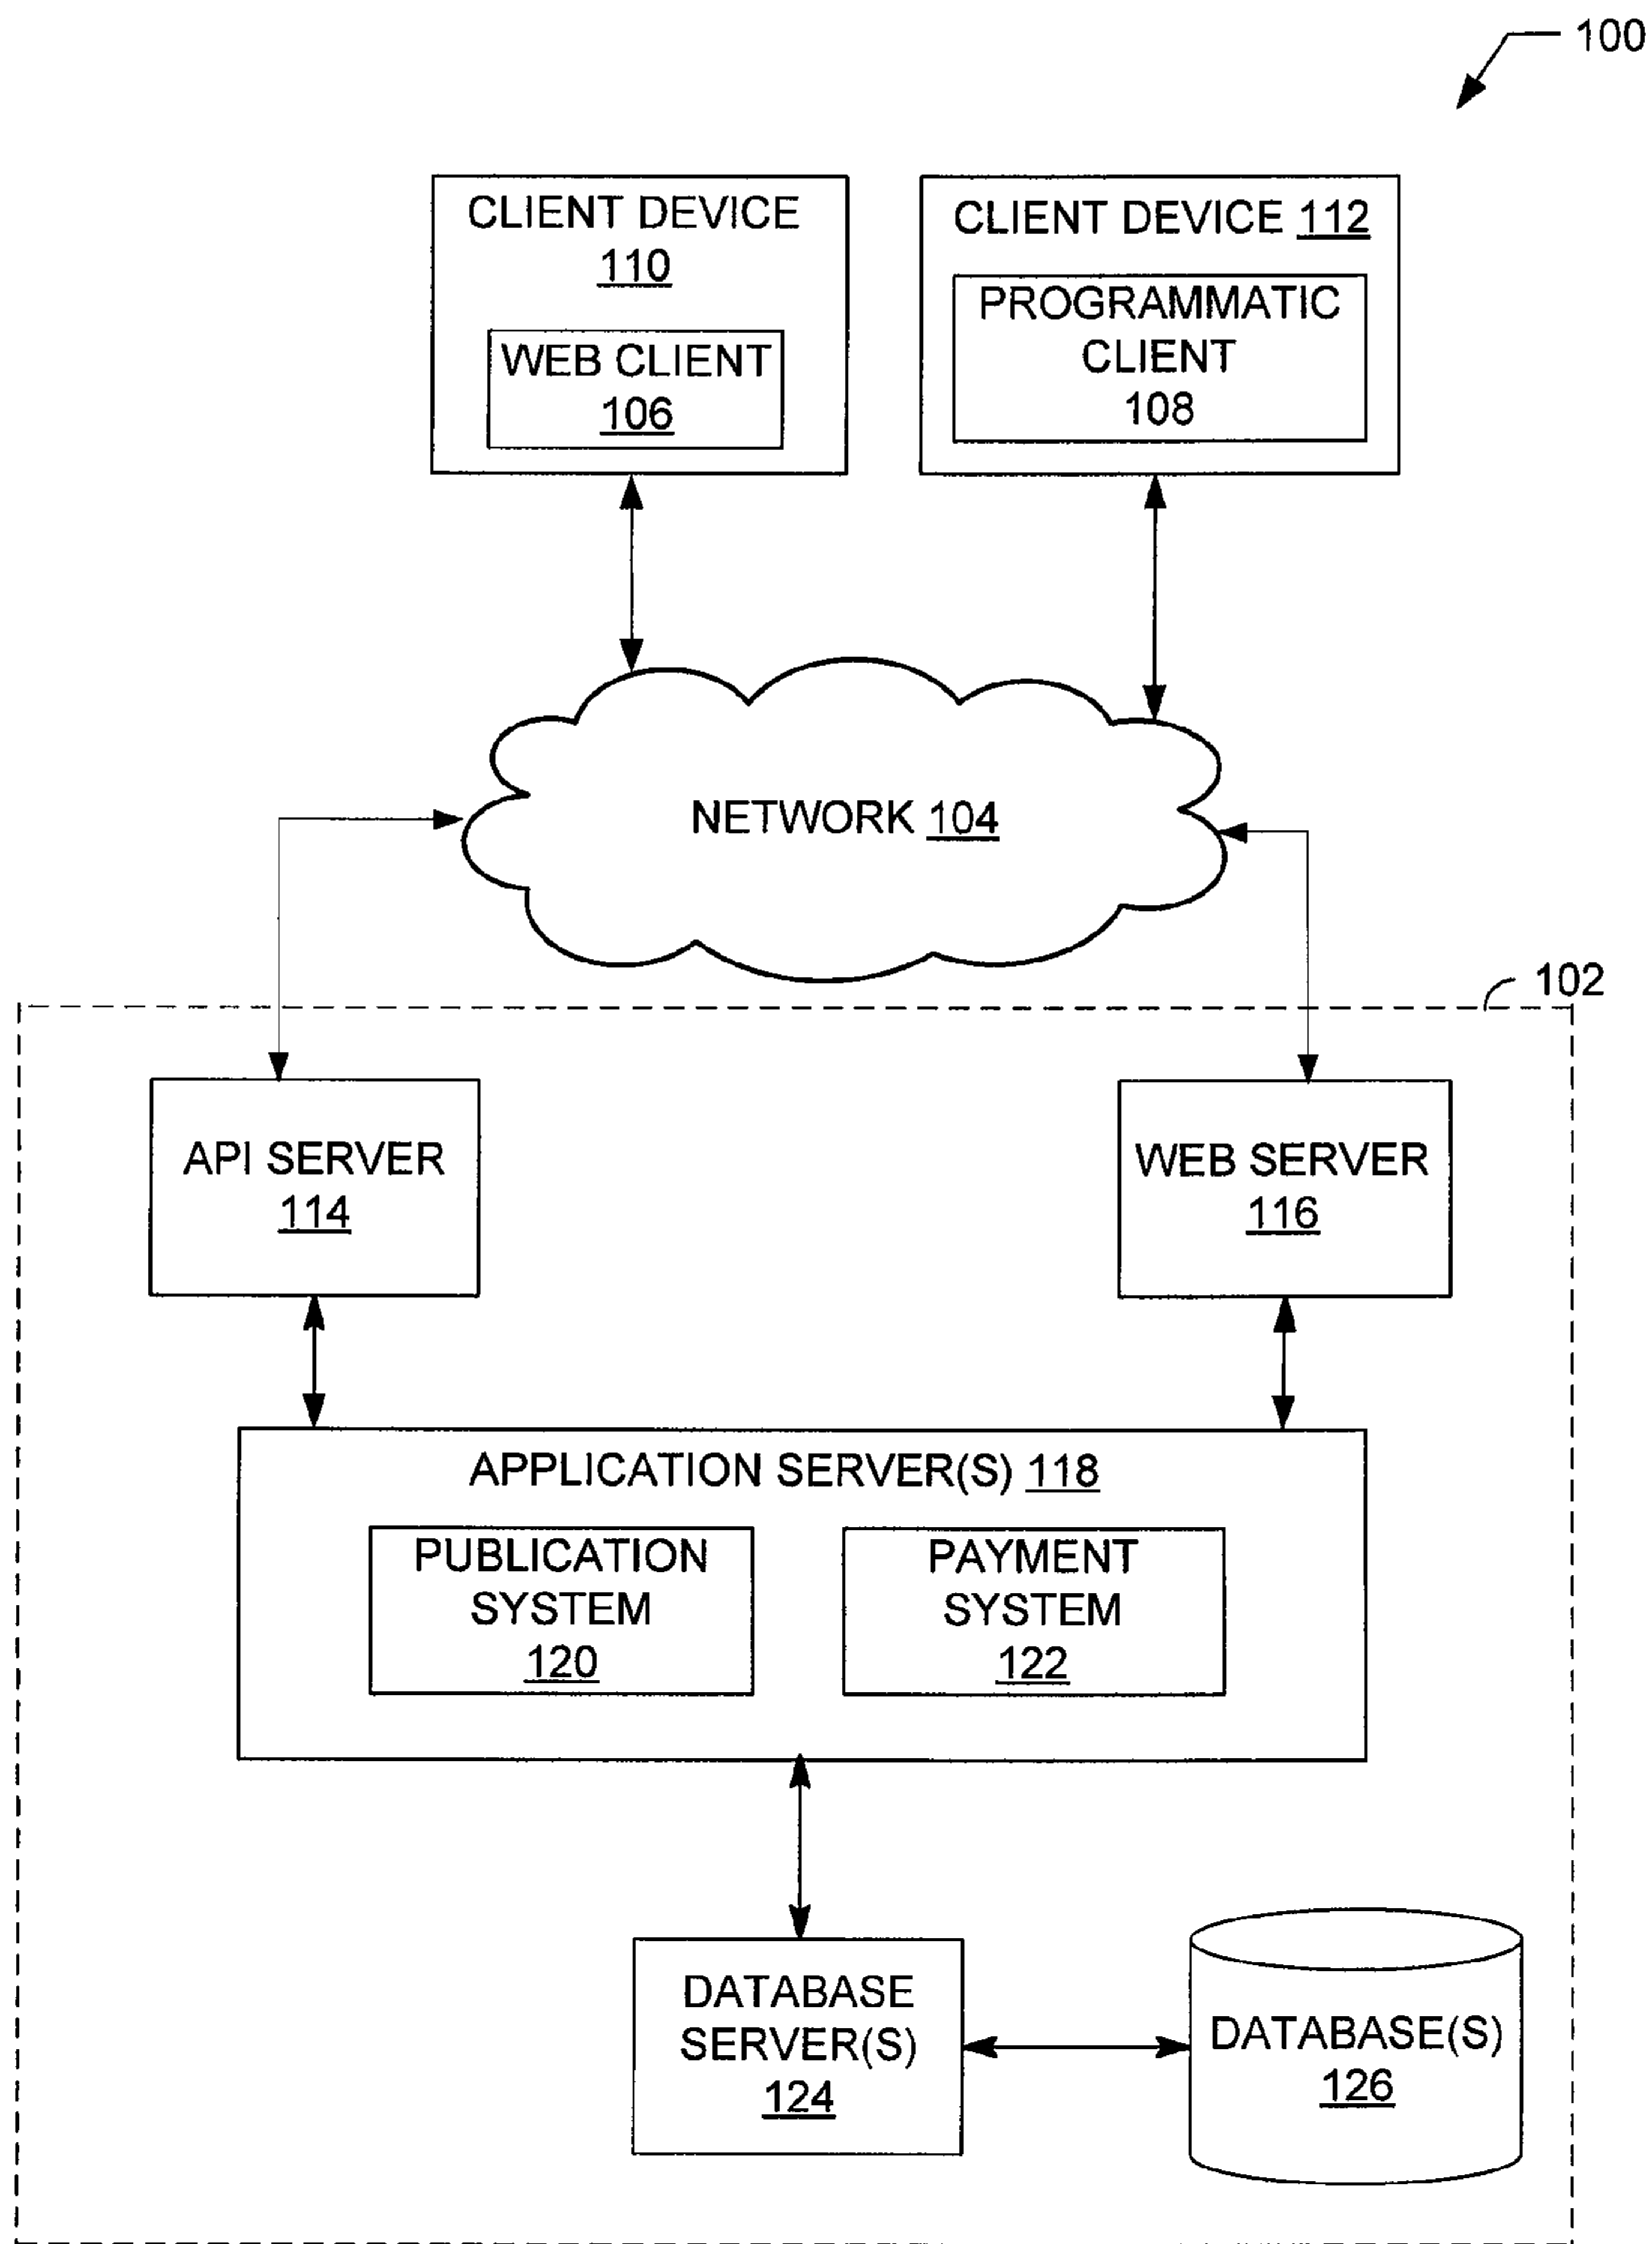 100
CLIENT DEVICE
110
WEB CLIENT
106
CLIENT DEVICE 112
PROGRAMMATIC
CLIENT
108
NETWORK 104
102
API SERVER
114
WEB SERVER
116
APPLICATION SERVER(S) 118
PUBLICATION
SYSTEM
120
PAYMENT
SYSTEM
122
DATABASE
SERVER(S)
124
DATABASE(S)
126